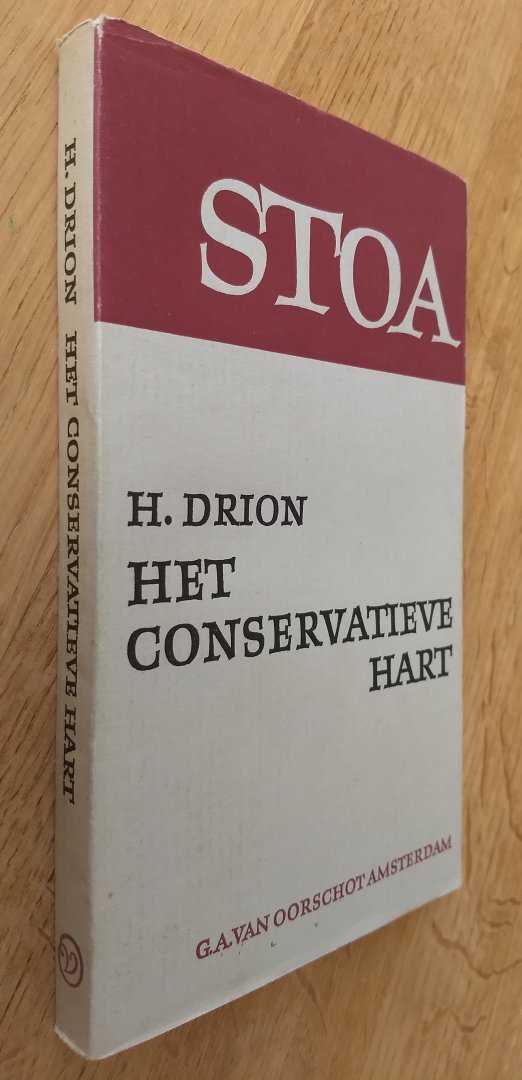 STOA
H. DRION
HET
CONSERVATIEVE
HART
G.A. VAN OORSCHOT AMSTERDAM
H. DRION HET CONSERVATIEVE HART